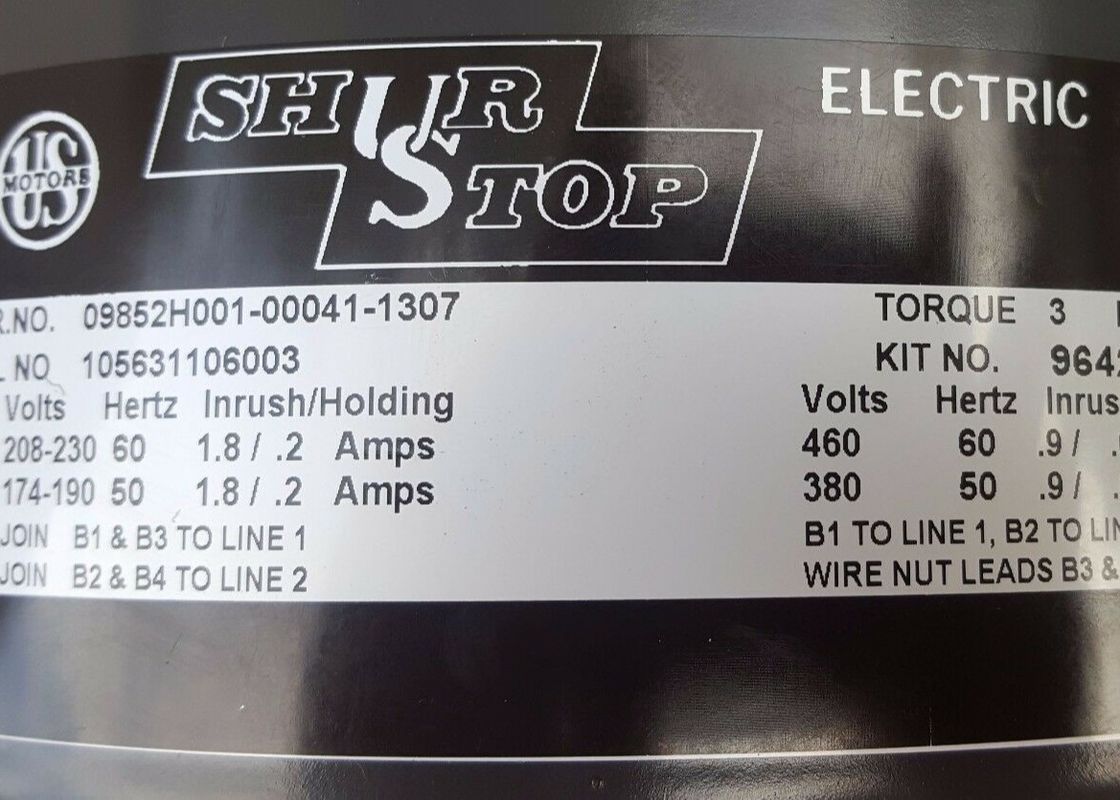 US
MOTORS
SHUR
STOP
ELECTRIC
R.NO. 09852H001-00041-1307
NO 105631106003
Volts Hertz Inrush/Holding
208-230 60 1.8 / .2 Amps
174-190 50 1.8 / .2 Amps
JOIN B1 & B3 TO LINE 1
JOIN B2 & B4 TO LINE 2
TORQUE 3
KIT NO. 964
Volts Hertz Inrus
460 60 .9 / .
380 50 .9 / .
B1 TO LINE 1, B2 TO LIN
WIRE NUT LEADS B3 &